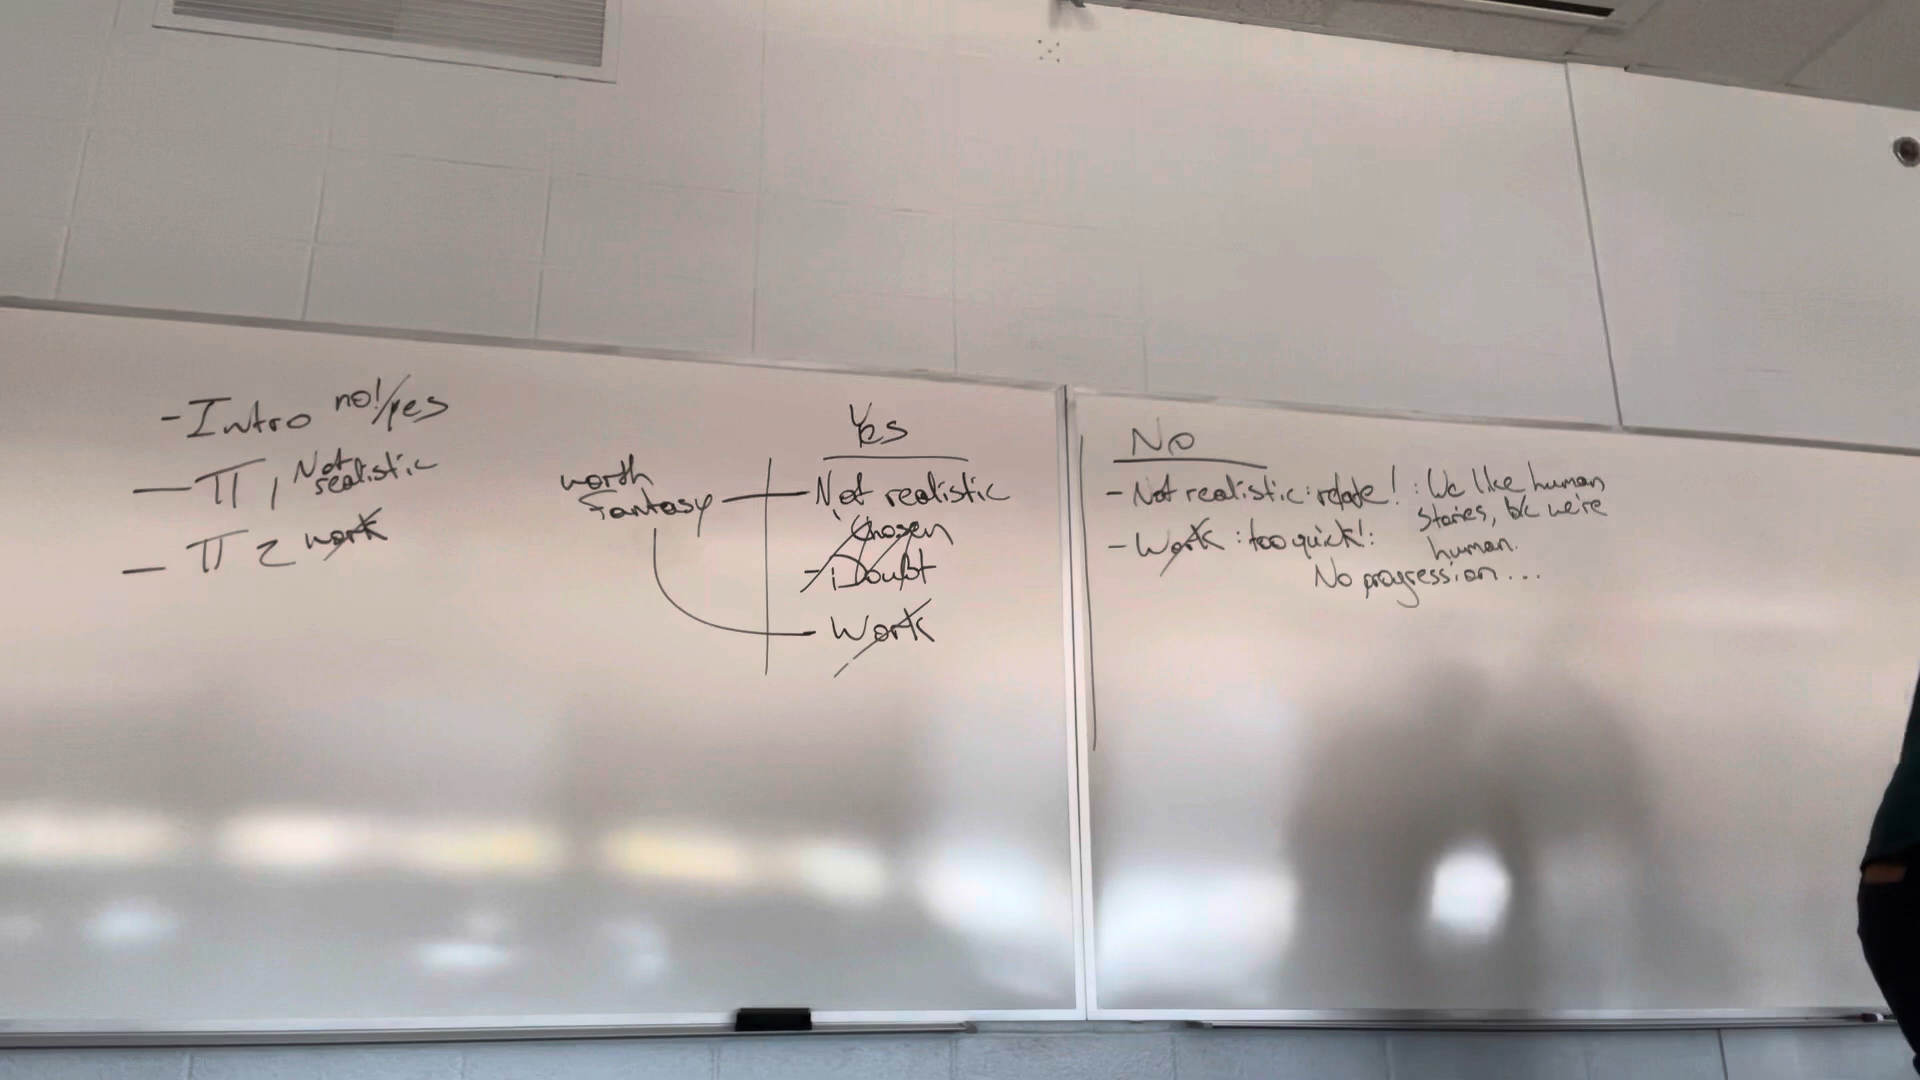 - Intro no!/yes
- ¶1 Not realistic
- ¶2 work
worth
fantasy
Yes
- Not realistic
chosen
- Doubt
- Work
No
- Not realistic: relate! : We like human
stories, b/c we're
human.
- Work : too quick!:
No progression...